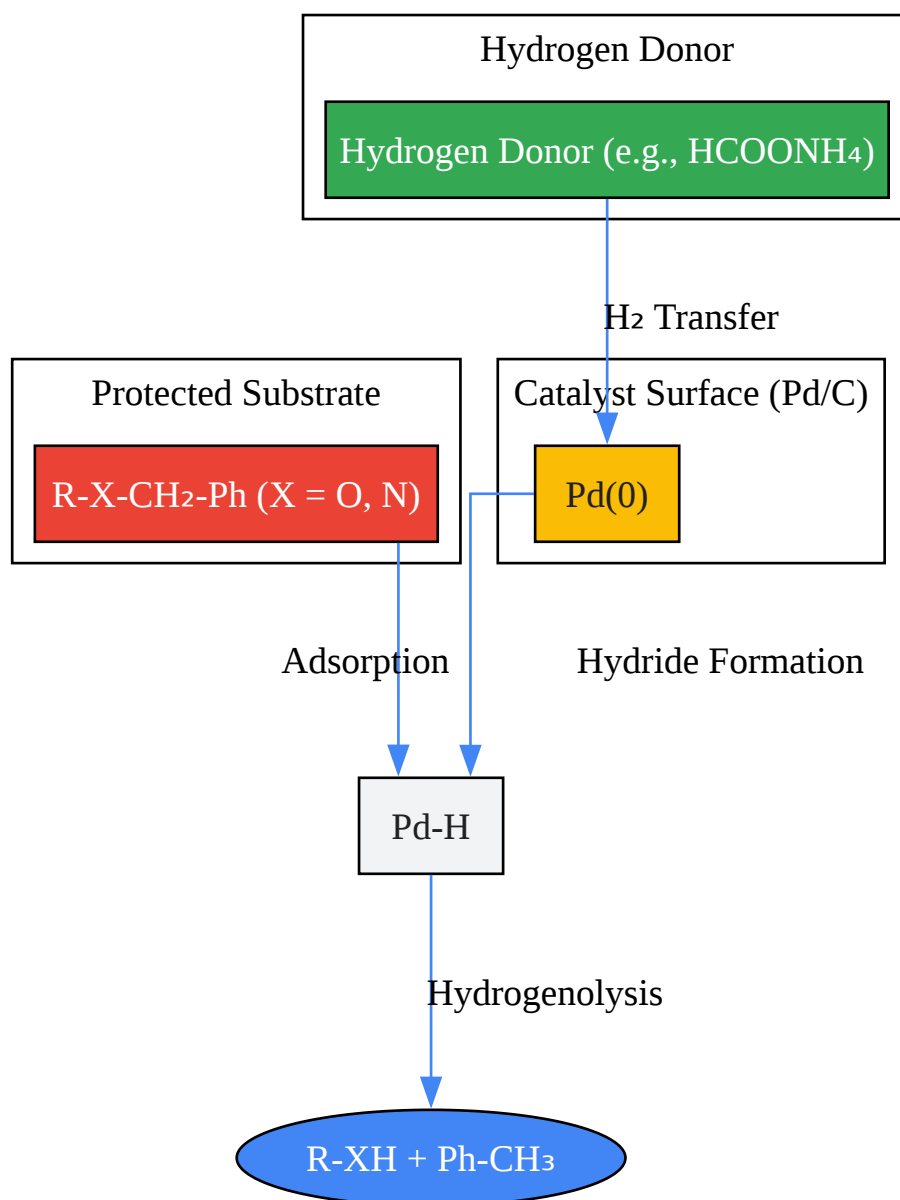 Hydrogen Donor
Hydrogen Donor (e.g., HCOONH₄)
H₂ Transfer
Protected Substrate
R-X-CH₂-Ph (X = O, N)
Catalyst Surface (Pd/C)
Pd(0)
Adsorption
Hydride Formation
Pd-H
Hydrogenolysis
R-XH + Ph-CH₃